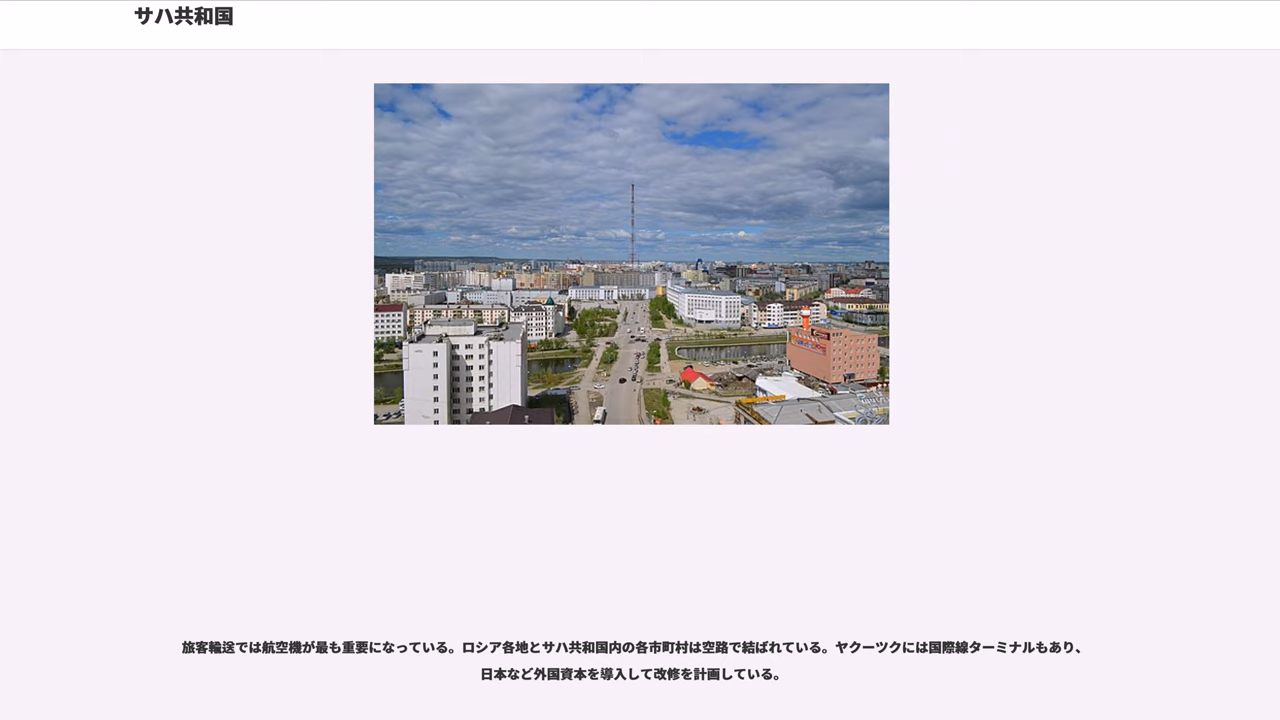 サハ共和国
旅客輸送では航空機が最も重要になっている。ロシア各地とサハ共和国内の各市町村は空路で結ばれている。ヤクーツクには国際線ターミナルもあり、
日本など外国資本を導入して改修を計画している。